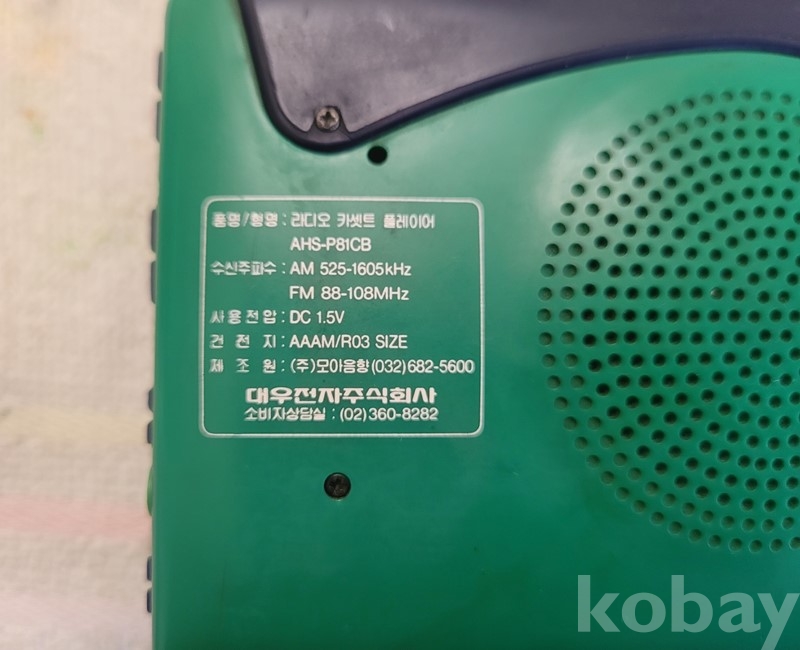 품명/형명 : 라디오 카셋트 플레이어
AHS-P81CB
수신주파수 : AM 525-1605kHz
FM 88-108MHz
사용전압 : DC 1.5V
건 전 지 : AAAM/R03 SIZE
제 조 원 : (주)모아음향(032)682-5600
대우전자주식회사
소비자상담실 : (02)360-8282
kobay